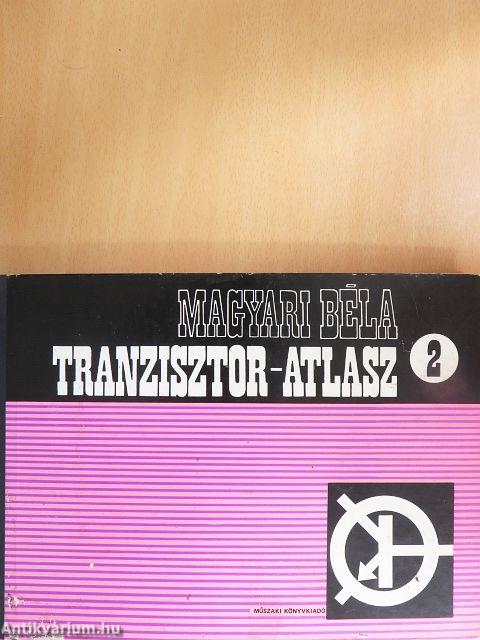 MAGYARI BÉLA
TRANZISZTOR-ATLASZ 2
MŰSZAKI KÖNYVKIADÓ
Antikvarium.hu